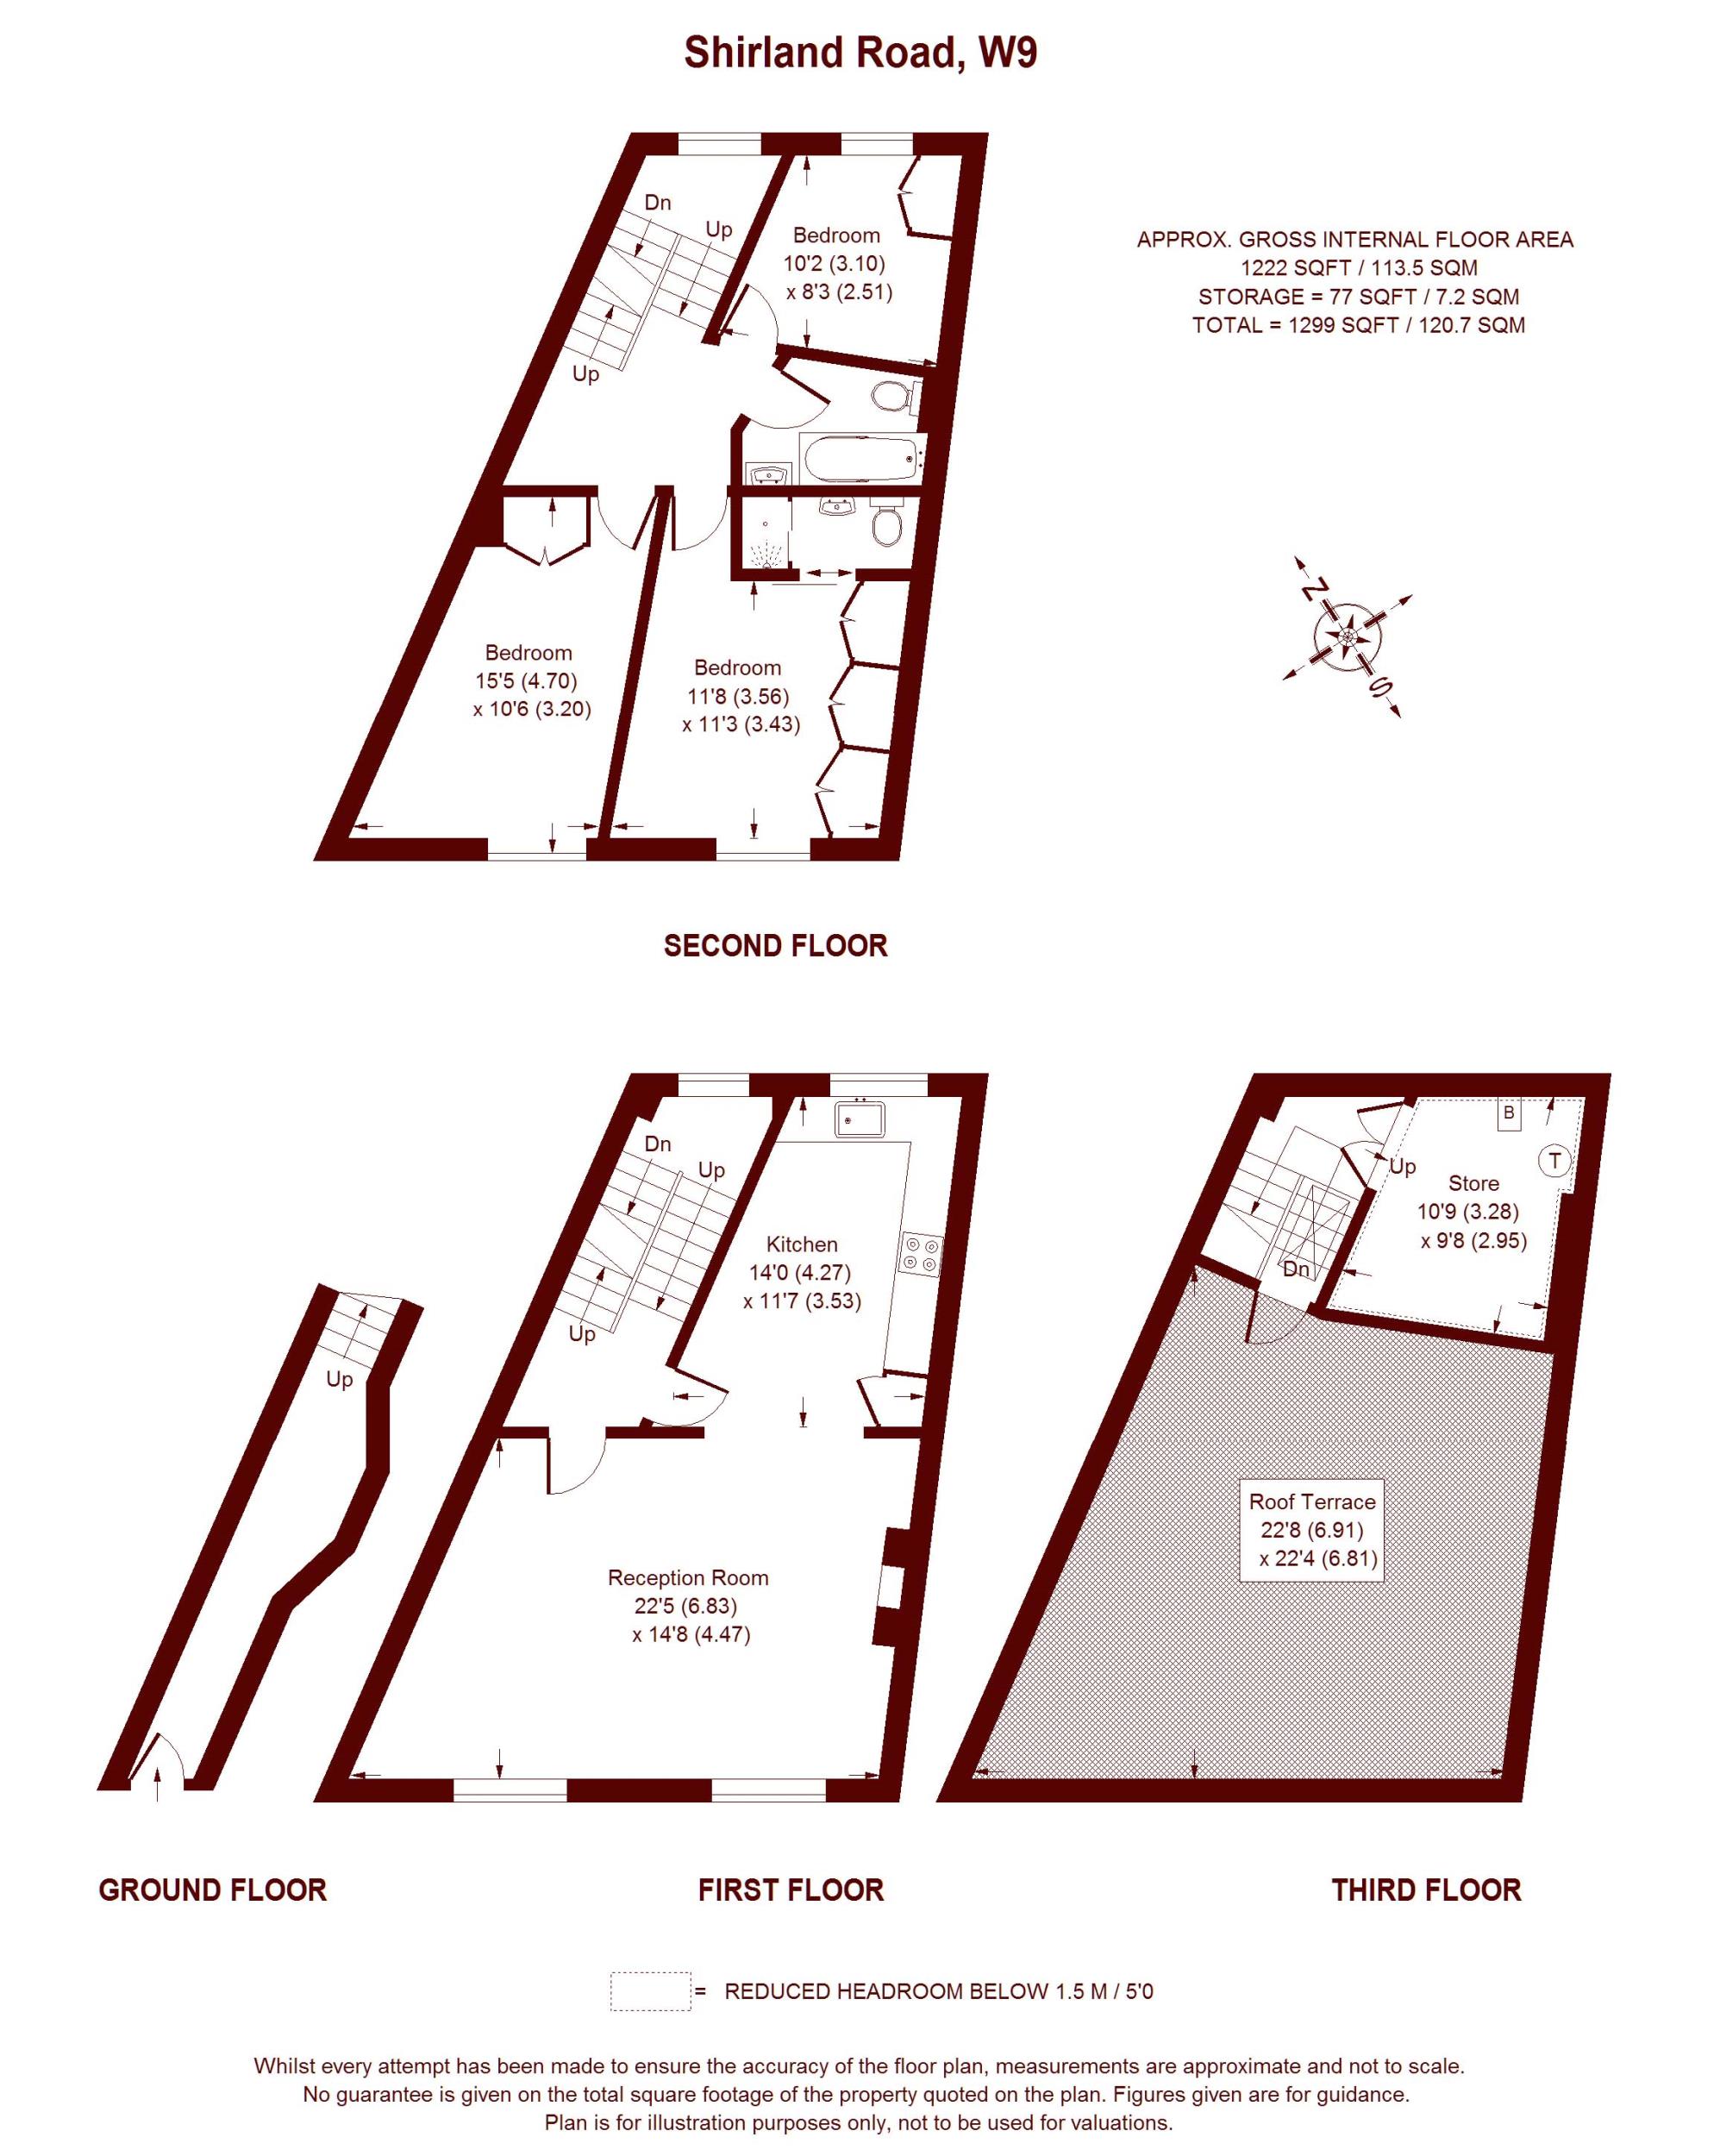 Shirland Road, W9
Dn
Up
Up
Bedroom
10'2 (3.10)
x 8'3 (2.51)
APPROX. GROSS INTERNAL FLOOR AREA
1222 SQFT / 113.5 SQM
STORAGE = 77 SQFT / 7.2 SQM
TOTAL = 1299 SQFT / 120.7 SQM
Bedroom
15'5 (4.70)
x 10'6 (3.20)
Bedroom
11'8 (3.56)
x 11'3 (3.43)
N
S
SECOND FLOOR
Up
Dn
Up
Up
Kitchen
14'0 (4.27)
x 11'7 (3.53)
Reception Room
22'5 (6.83)
x 14'8 (4.47)
B
T
Up
Dn
Store
10'9 (3.28)
x 9'8 (2.95)
Roof Terrace
22'8 (6.91)
x 22'4 (6.81)
GROUND FLOOR
FIRST FLOOR
THIRD FLOOR
= REDUCED HEADROOM BELOW 1.5 M / 5'0
Whilst every attempt has been made to ensure the accuracy of the floor plan, measurements are approximate and not to scale.
No guarantee is given on the total square footage of the property quoted on the plan. Figures given are for guidance.
Plan is for illustration purposes only, not to be used for valuations.